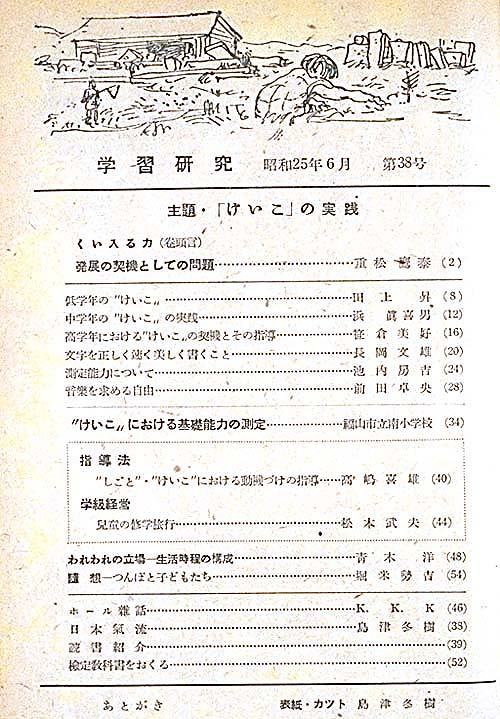 学習研究 昭和25年6月 第38号
主題・「けいこ」の実践
くい入る力(巻頭言)
発展の契機としての問題…………重松鷹泰 (2)
低学年の〝けいこ〟…………田上昇 (8)
中学年の〝けいこ〟の実践…………浜眞喜男 (12)
高学年における〝けいこ〟の契機とその指導…………笹倉美好 (16)
文字を正しく速く美しく書くこと…………長岡文雄 (20)
測定能力について…………池内房吉 (24)
音樂を求める自由…………前田卓央 (28)
〝けいこ〟における基礎能力の測定…………福山市立南小学校 (34)
指導法
〝しごと〟・〝けいこ〟における動機づけの指導……高嶋喜雄 (40)
学級経営
兒童の修学旅行…………松本武夫 (44)
われわれの立場―生活時程の構成…………青木洋 (48)
隨想―つんぼと子どもたち…………堀米勢吉 (54)
ホール雜話…………K.K.K (46)
日本氣流…………島津冬樹 (38)
読書紹介…………(39)
検定教科書をおくる…………(52)
あとがき 表紙・カット 島津冬樹